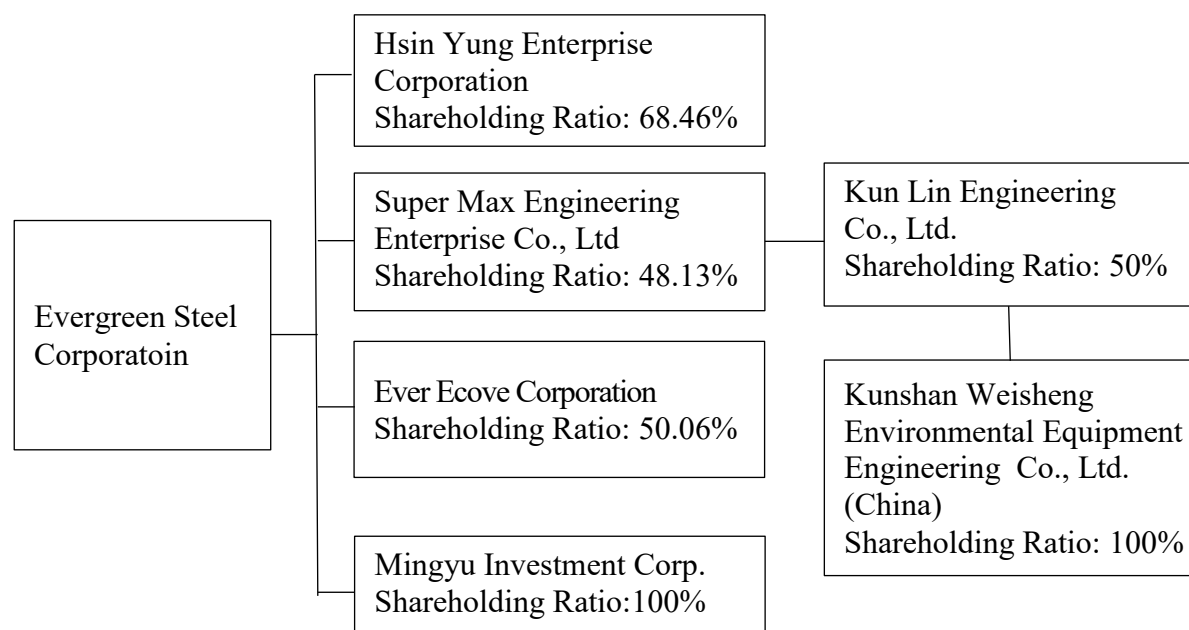 Evergreen Steel
Corporatoin
Hsin Yung Enterprise
Corporation
Shareholding Ratio: 68.46%
Super Max Engineering
Enterprise Co., Ltd
Shareholding Ratio: 48.13%
Ever Ecove Corporation
Shareholding Ratio: 50.06%
Mingyu Investment Corp.
Shareholding Ratio:100%
Kun Lin Engineering
Co., Ltd.
Shareholding Ratio: 50%
Kunshan Weisheng
Environmental Equipment
Engineering Co., Ltd.
(China)
Shareholding Ratio: 100%